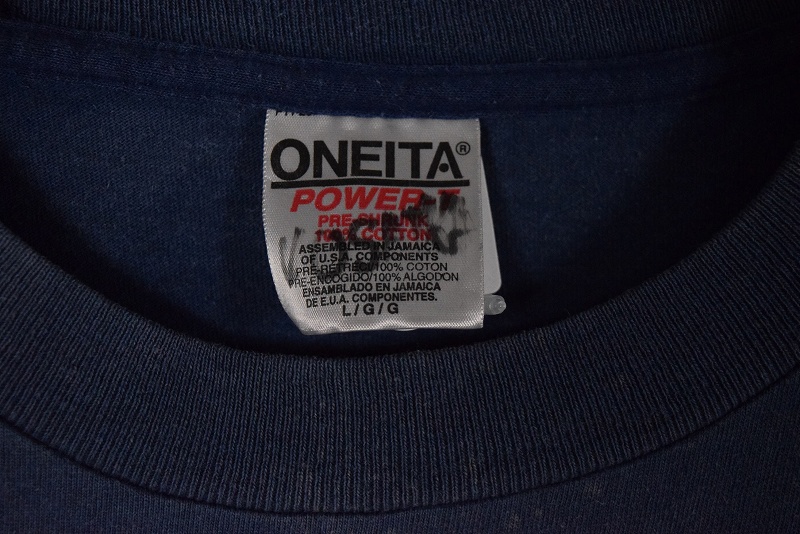 ONEITA®
POWER-T
PRE-SHRUNK
100% COTTON
ASSEMBLED IN JAMAICA
OF U.S.A. COMPONENTS
PRE-RETRECI/100% COTON
PRE-ENCOGIDO/100% ALGODON
ENSAMBLADO EN JAMAICA
DE E.U.A. COMPONENTES.
L/G/G